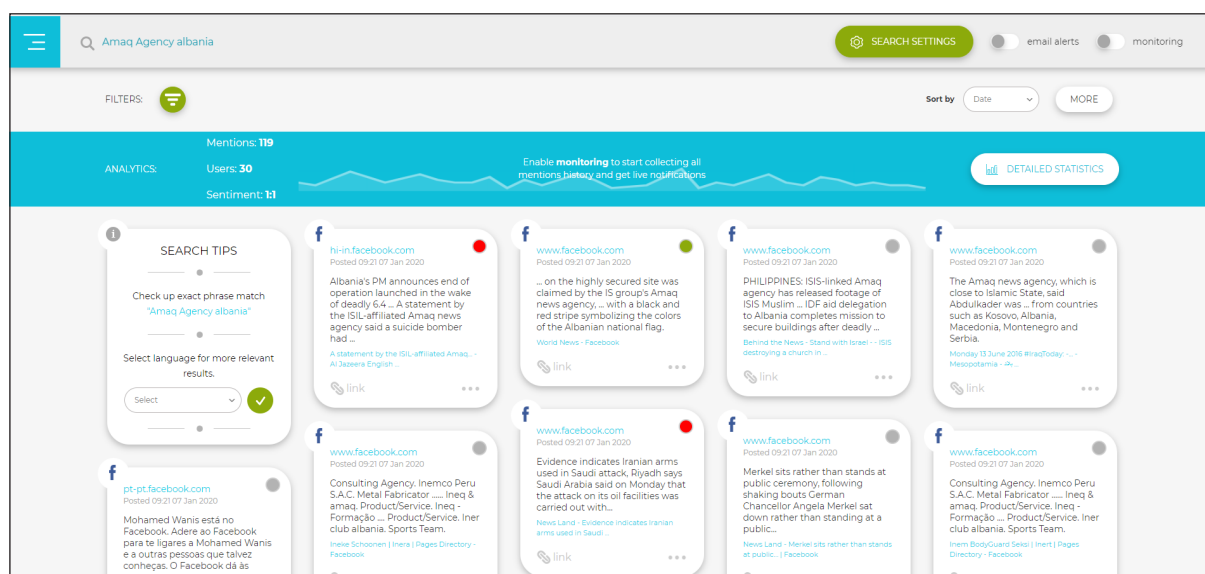 Amaq Agency albania
SEARCH SETTINGS
email alerts
monitoring
FILTERS:
Sort by
Date
MORE
ANALYTICS:
Mentions: 119
Users: 30
Sentiment: 1:1
Enable monitoring to start collecting all
mentions history and get live notifications
DETAILED STATISTICS
SEARCH TIPS
Check up exact phrase match
"Amaq Agency albania"
Select language for more relevant
results.
Select
hi-in.facebook.com
Posted 09:21 07 Jan 2020
Albania's PM announces end of
operation launched in the wake
of deadly 6.4 ... A statement by
the ISIL-affiliated Amaq news
agency said a suicide bomber
had ...
A statement by the ISIL-affiliated Amaq... -
Al Jazeera English ...
link
www.facebook.com
Posted 09:21 07 Jan 2020
... on the highly secured site was
claimed by the IS group's Amaq
news agency, ... with a black and
red stripe symbolizing the colors
of the Albanian national flag.
World News - Facebook
link
www.facebook.com
Posted 09:21 07 Jan 2020
PHILIPPINES: ISIS-linked Amaq
agency has released footage of
ISIS Muslim ... IDF aid delegation
to Albania completes mission to
secure buildings after deadly ...
Behind the News - Stand with Israel - - ISIS
destroying a church in ...
link
www.facebook.com
Posted 09:21 07 Jan 2020
The Amaq news agency, which is
close to Islamic State, said
Abdulkader was ... from countries
such as Kosovo, Albania,
Macedonia, Montenegro and
Serbia.
Monday 13 June 2016 #IraqToday: -... -
Mesopotamia -
link
pt-pt.facebook.com
Posted 09:21 07 Jan 2020
Mohamed Wanis está no
Facebook. Adere ao Facebook
para te ligares a Mohamed Wanis
e a outras pessoas que talvez
conheças. O Facebook dá às
www.facebook.com
Posted 09:21 07 Jan 2020
Consulting Agency. Inemco Peru
S.A.C. Metal Fabricator ...... Ineq &
amaq. Product/Service. Ineq -
Formação .... Product/Service. Iner
club albania. Sports Team.
Ineke Schoonen | Inera | Pages Directory -
Facebook
www.facebook.com
Posted 09:21 07 Jan 2020
Evidence indicates Iranian arms
used in Saudi attack, Riyadh says
Saudi Arabia said on Monday that
the attack on its oil facilities was
carried out with...
News Land - Evidence indicates Iranian
arms used in Saudi ...
link
www.facebook.com
Posted 09:21 07 Jan 2020
Merkel sits rather than stands at
public ceremony, following
shaking bouts German
Chancellor Angela Merkel sat
down rather than standing at a
public...
News Land - Merkel sits rather than stands
at public... | Facebook
www.facebook.com
Posted 09:21 07 Jan 2020
Consulting Agency. Inemco Peru
S.A.C. Metal Fabricator ...... Ineq &
amaq. Product/Service. Ineq -
Formação .... Product/Service. Iner
club albania. Sports Team.
Inem BodyGuard Seksi | Inert | Pages
Directory - Facebook